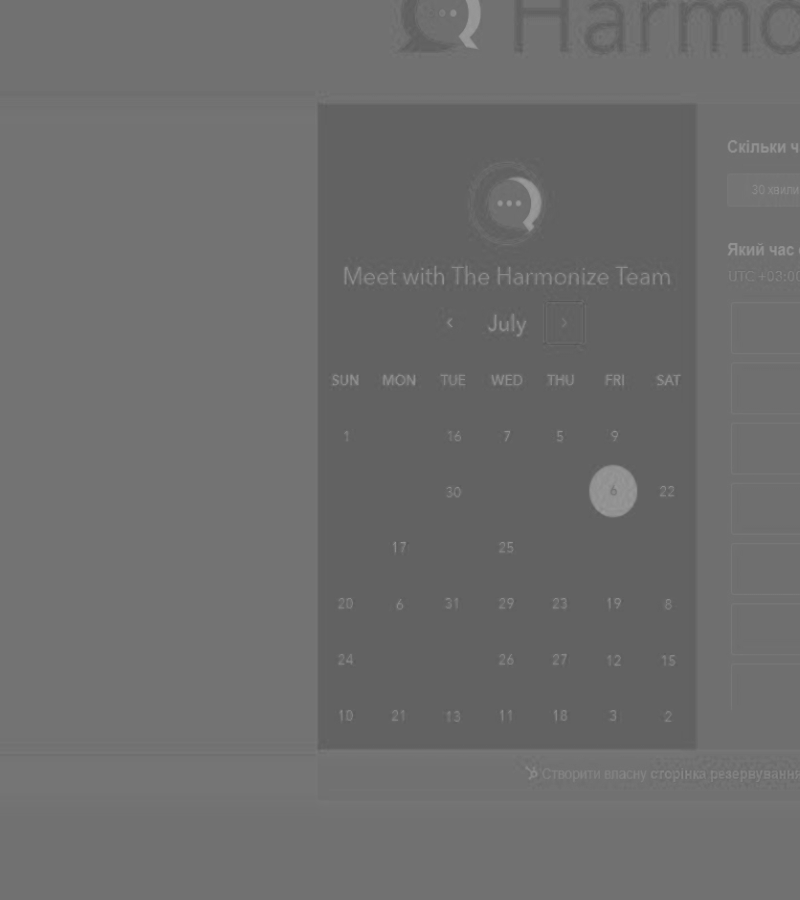 Harmo
Скільки ч
30 хвили
Meet with The Harmonize Team
Який час
UTC +03:00
‹ July ›
SUN MON TUE WED THU FRI SAT
1 16 7 5 9
30 6 22
17 25
20 6 31 29 23 19 8
24 26 27 12 15
10 21 13 11 18 3 2
Створити власну сторінка резервування